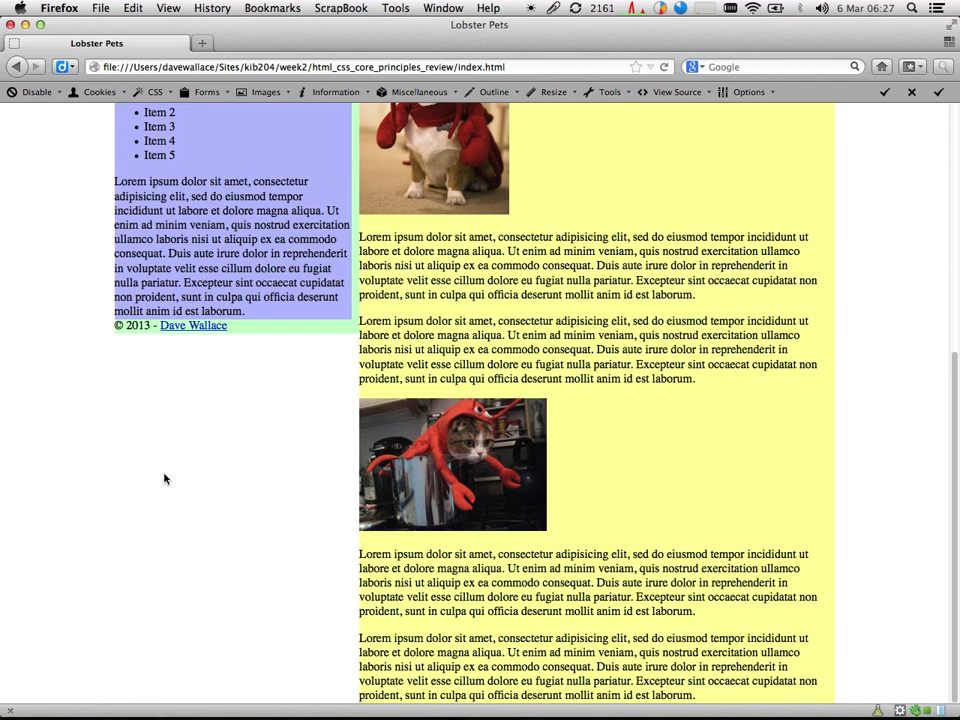 Firefox File Edit View History Bookmarks ScrapBook Tools Window Help 2161 6 Mar 06:27
Lobster Pets
Lobster Pets
file:///Users/davewallace/Sites/kib204/week2/html_css_core_principles_review/index.html Google
Disable Cookies CSS Forms Images Information Miscellaneous Outline Resize Tools View Source Options
Item 2
Item 3
Item 4
Item 5
Lorem ipsum dolor sit amet, consectetur
adipisicing elit, sed do eiusmod tempor
incididunt ut labore et dolore magna aliqua. Ut
enim ad minim veniam, quis nostrud exercitation
ullamco laboris nisi ut aliquip ex ea commodo
consequat. Duis aute irure dolor in reprehenderit
in voluptate velit esse cillum dolore eu fugiat
nulla pariatur. Excepteur sint occaecat cupidatat
non proident, sunt in culpa qui officia deserunt
mollit anim id est laborum.
© 2013 - Dave Wallace
Lorem ipsum dolor sit amet, consectetur adipisicing elit, sed do eiusmod tempor incididunt ut
labore et dolore magna aliqua. Ut enim ad minim veniam, quis nostrud exercitation ullamco
laboris nisi ut aliquip ex ea commodo consequat. Duis aute irure dolor in reprehenderit in
voluptate velit esse cillum dolore eu fugiat nulla pariatur. Excepteur sint occaecat cupidatat non
proident, sunt in culpa qui officia deserunt mollit anim id est laborum.
Lorem ipsum dolor sit amet, consectetur adipisicing elit, sed do eiusmod tempor incididunt ut
labore et dolore magna aliqua. Ut enim ad minim veniam, quis nostrud exercitation ullamco
laboris nisi ut aliquip ex ea commodo consequat. Duis aute irure dolor in reprehenderit in
voluptate velit esse cillum dolore eu fugiat nulla pariatur. Excepteur sint occaecat cupidatat non
proident, sunt in culpa qui officia deserunt mollit anim id est laborum.
Lorem ipsum dolor sit amet, consectetur adipisicing elit, sed do eiusmod tempor incididunt ut
labore et dolore magna aliqua. Ut enim ad minim veniam, quis nostrud exercitation ullamco
laboris nisi ut aliquip ex ea commodo consequat. Duis aute irure dolor in reprehenderit in
voluptate velit esse cillum dolore eu fugiat nulla pariatur. Excepteur sint occaecat cupidatat non
proident, sunt in culpa qui officia deserunt mollit anim id est laborum.
Lorem ipsum dolor sit amet, consectetur adipisicing elit, sed do eiusmod tempor incididunt ut
labore et dolore magna aliqua. Ut enim ad minim veniam, quis nostrud exercitation ullamco
laboris nisi ut aliquip ex ea commodo consequat. Duis aute irure dolor in reprehenderit in
voluptate velit esse cillum dolore eu fugiat nulla pariatur. Excepteur sint occaecat cupidatat non
proident, sunt in culpa qui officia deserunt mollit anim id est laborum.